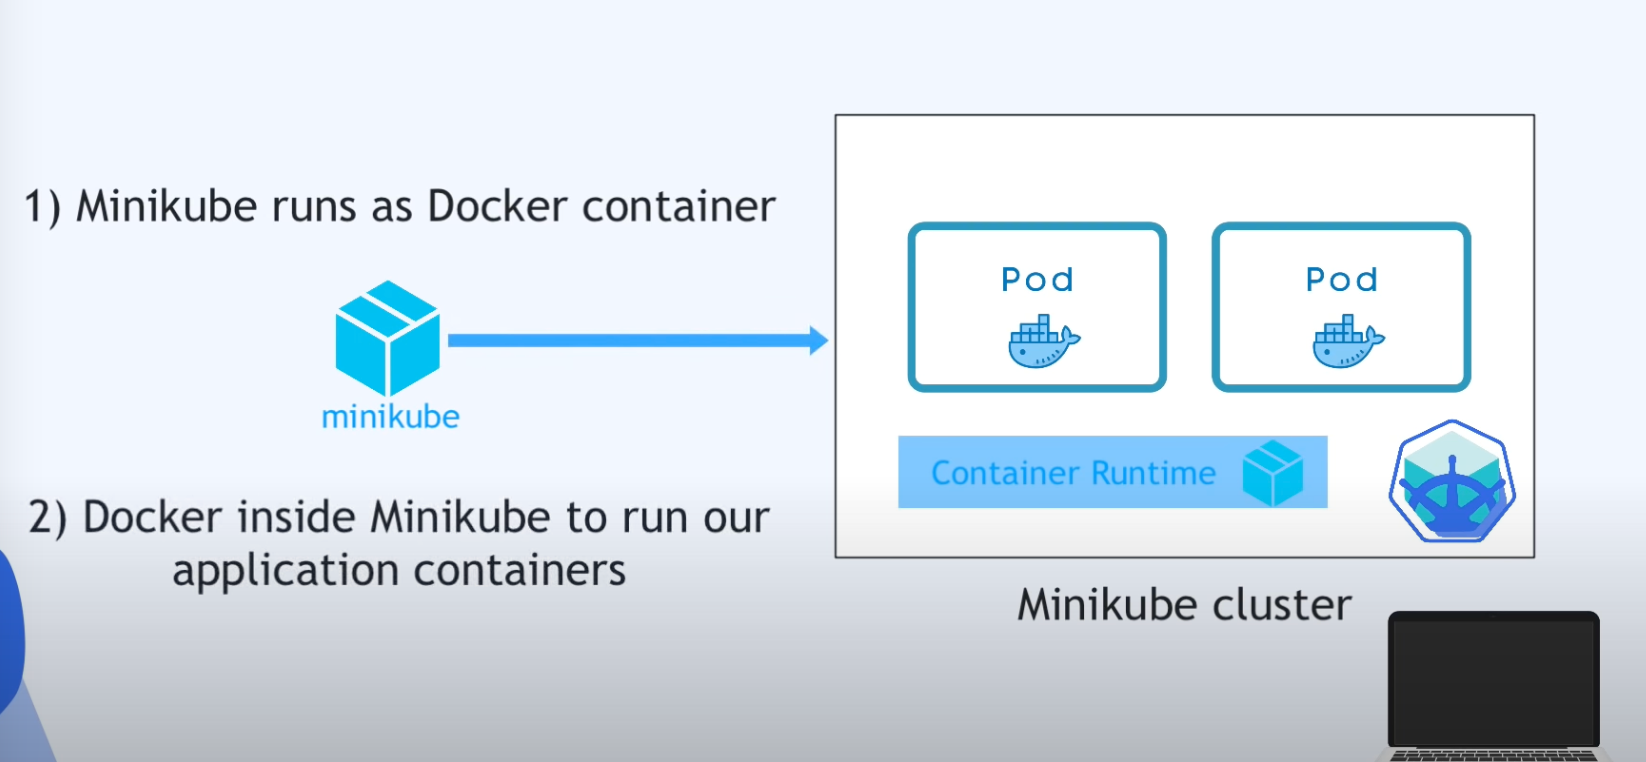 1) Minikube runs as Docker container
minikube
2) Docker inside Minikube to run our
application containers
Pod
Pod
Container Runtime
Minikube cluster